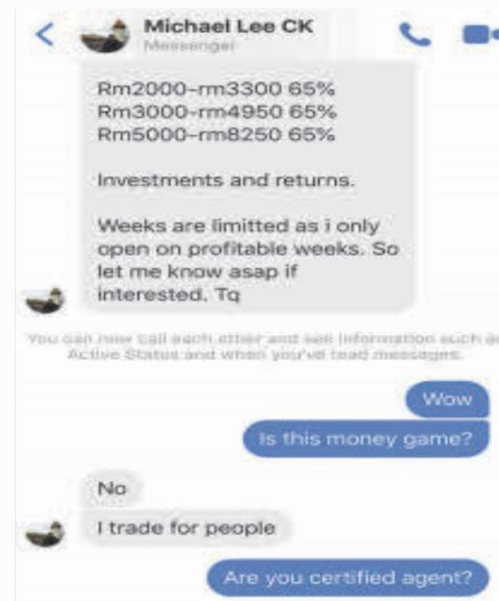 Michael Lee CK
Messenger
Rm2000-rm3300 65%
Rm3000-rm4950 65%
Rm5000-rm8250 65%
Investments and returns.
Weeks are limitted as i only
open on profitable weeks. So
let me know asap if
interested. Tq
You can now call each other and see information such as
Active Status and when you've read messages.
Wow
Is this money game?
No
I trade for people
Are you certified agent?